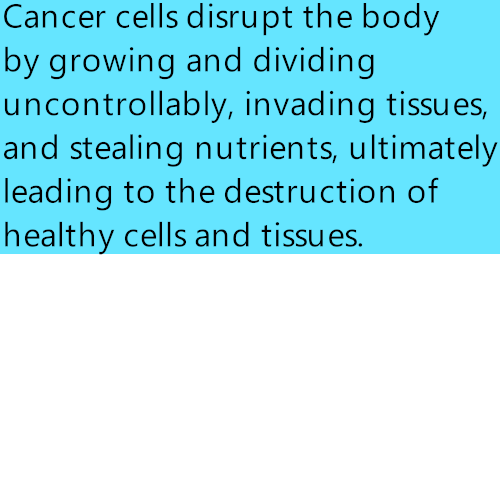 Cancer cells disrupt the body
by growing and dividing
uncontrollably, invading tissues,
and stealing nutrients, ultimately
leading to the destruction of
healthy cells and tissues.